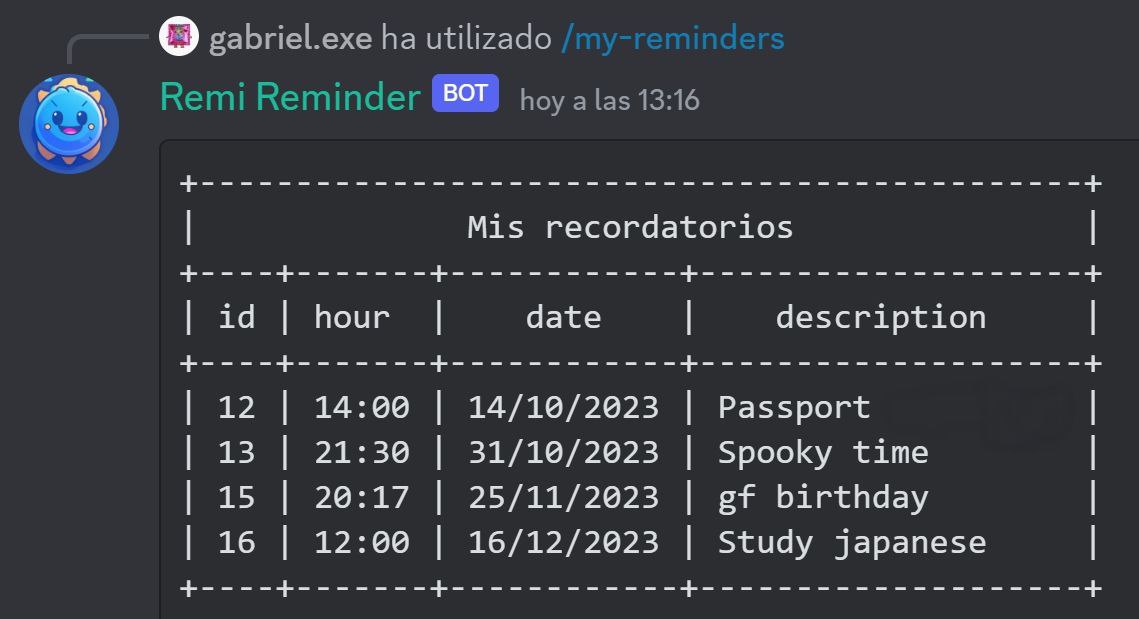 gabriel.exe ha utilizado /my-reminders
Remi Reminder BOT hoy a las 13:16
+----------------------------------------------+
|              Mis recordatorios               |
+----+-------+------------+--------------------+
| id | hour  |    date    |    description     |
+----+-------+------------+--------------------+
| 12 | 14:00 | 14/10/2023 | Passport           |
| 13 | 21:30 | 31/10/2023 | Spooky time        |
| 15 | 20:17 | 25/11/2023 | gf birthday        |
| 16 | 12:00 | 16/12/2023 | Study japanese     |
+----+-------+------------+--------------------+